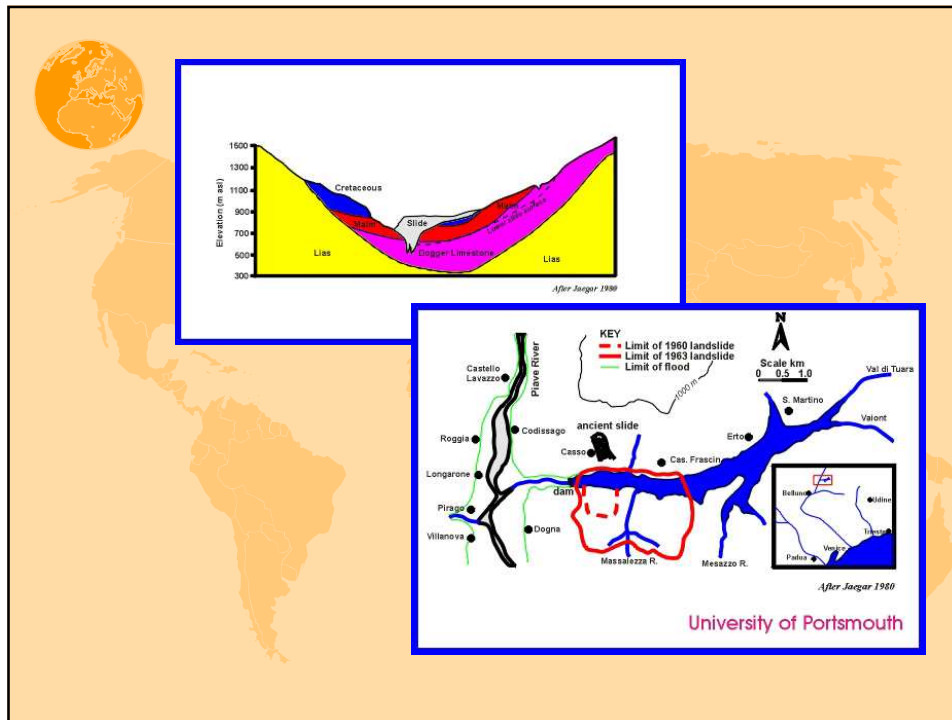 1500
1300
1100
900
700
500
300
Elevation (m asl)
Cretaceous
Malm
Slide
Malm
Dogger Limestone
Lias
Lias
After Jaegar 1980
KEY
Limit of 1960 landslide
Limit of 1963 landslide
Limit of flood
N
Scale km
0 0.5 1.0
1000 m
Piave River
Castello
Lavazzo
Roggia
Codissago
Longarone
Pirago
Villanova
Dogna
ancient slide
Casso
dam
Cas. Frascin
Erto
S. Martino
Val di Tuara
Vaiont
Massalezza R.
Mesazzo R.
Belluno
Udine
Trieste
Venice
Padua
After Jaegar 1980
University of Portsmouth